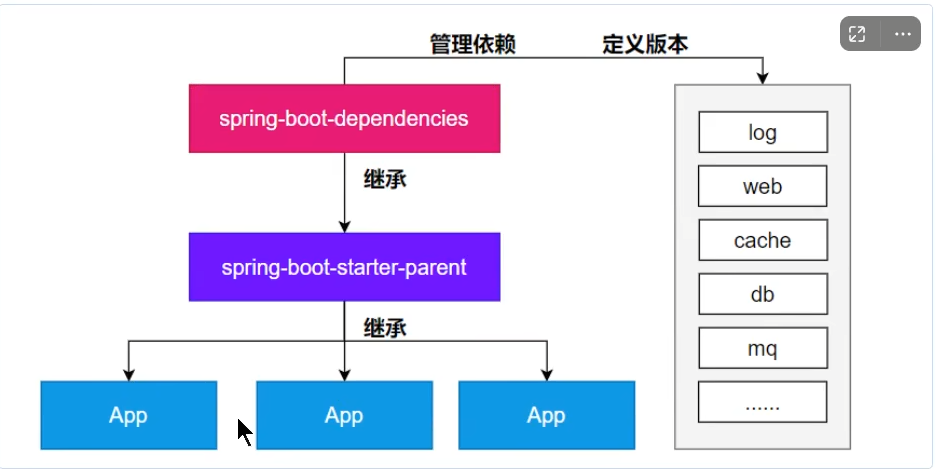 管理依赖 定义版本
spring-boot-dependencies
log
web
继承
cache
spring-boot-starter-parent
db
继承
mq
......
App App App